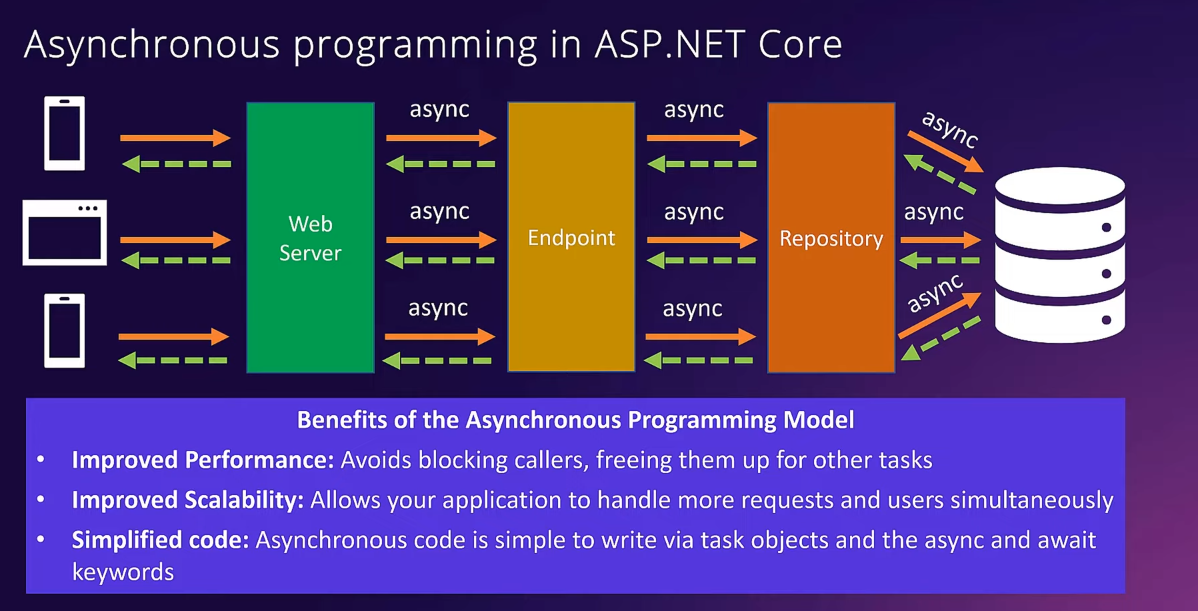 Asynchronous programming in ASP.NET Core
async
async
async
Web
Server
async
Endpoint
async
Repository
async
async
async
async
Benefits of the Asynchronous Programming Model
• Improved Performance: Avoids blocking callers, freeing them up for other tasks
• Improved Scalability: Allows your application to handle more requests and users simultaneously
• Simplified code: Asynchronous code is simple to write via task objects and the async and await
keywords